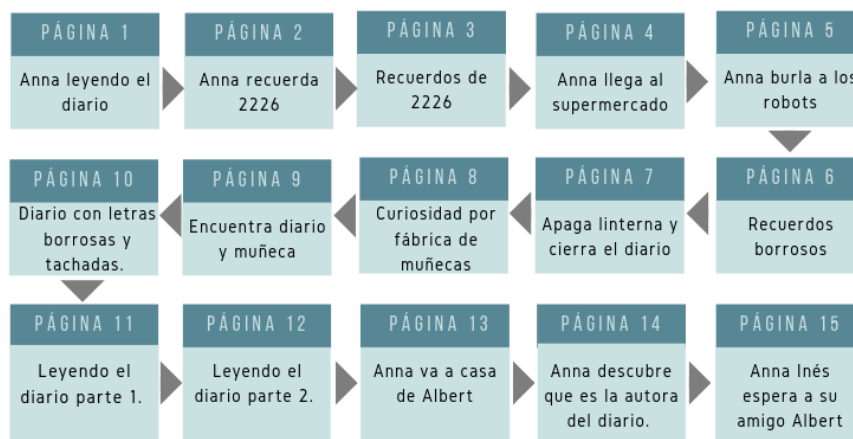 PÁGINA 1
Anna leyendo el
diario
PÁGINA 2
Anna recuerda
2226
PÁGINA 3
Recuerdos de
2226
PÁGINA 4
Anna llega al
supermercado
PÁGINA 5
Anna burla a los
robots
PÁGINA 6
Recuerdos
borrosos
PÁGINA 7
Apaga linterna y
cierra el diario
PÁGINA 8
Curiosidad por
fábrica de
muñecas
PÁGINA 9
Encuentra diario
y muñeca
PÁGINA 10
Diario con letras
borrosas y
tachadas.
PÁGINA 11
Leyendo el
diario parte 1.
PÁGINA 12
Leyendo el
diario parte 2.
PÁGINA 13
Anna va a casa
de Albert
PÁGINA 14
Anna descubre
que es la autora
del diario.
PÁGINA 15
Anna Inés
espera a su
amigo Albert